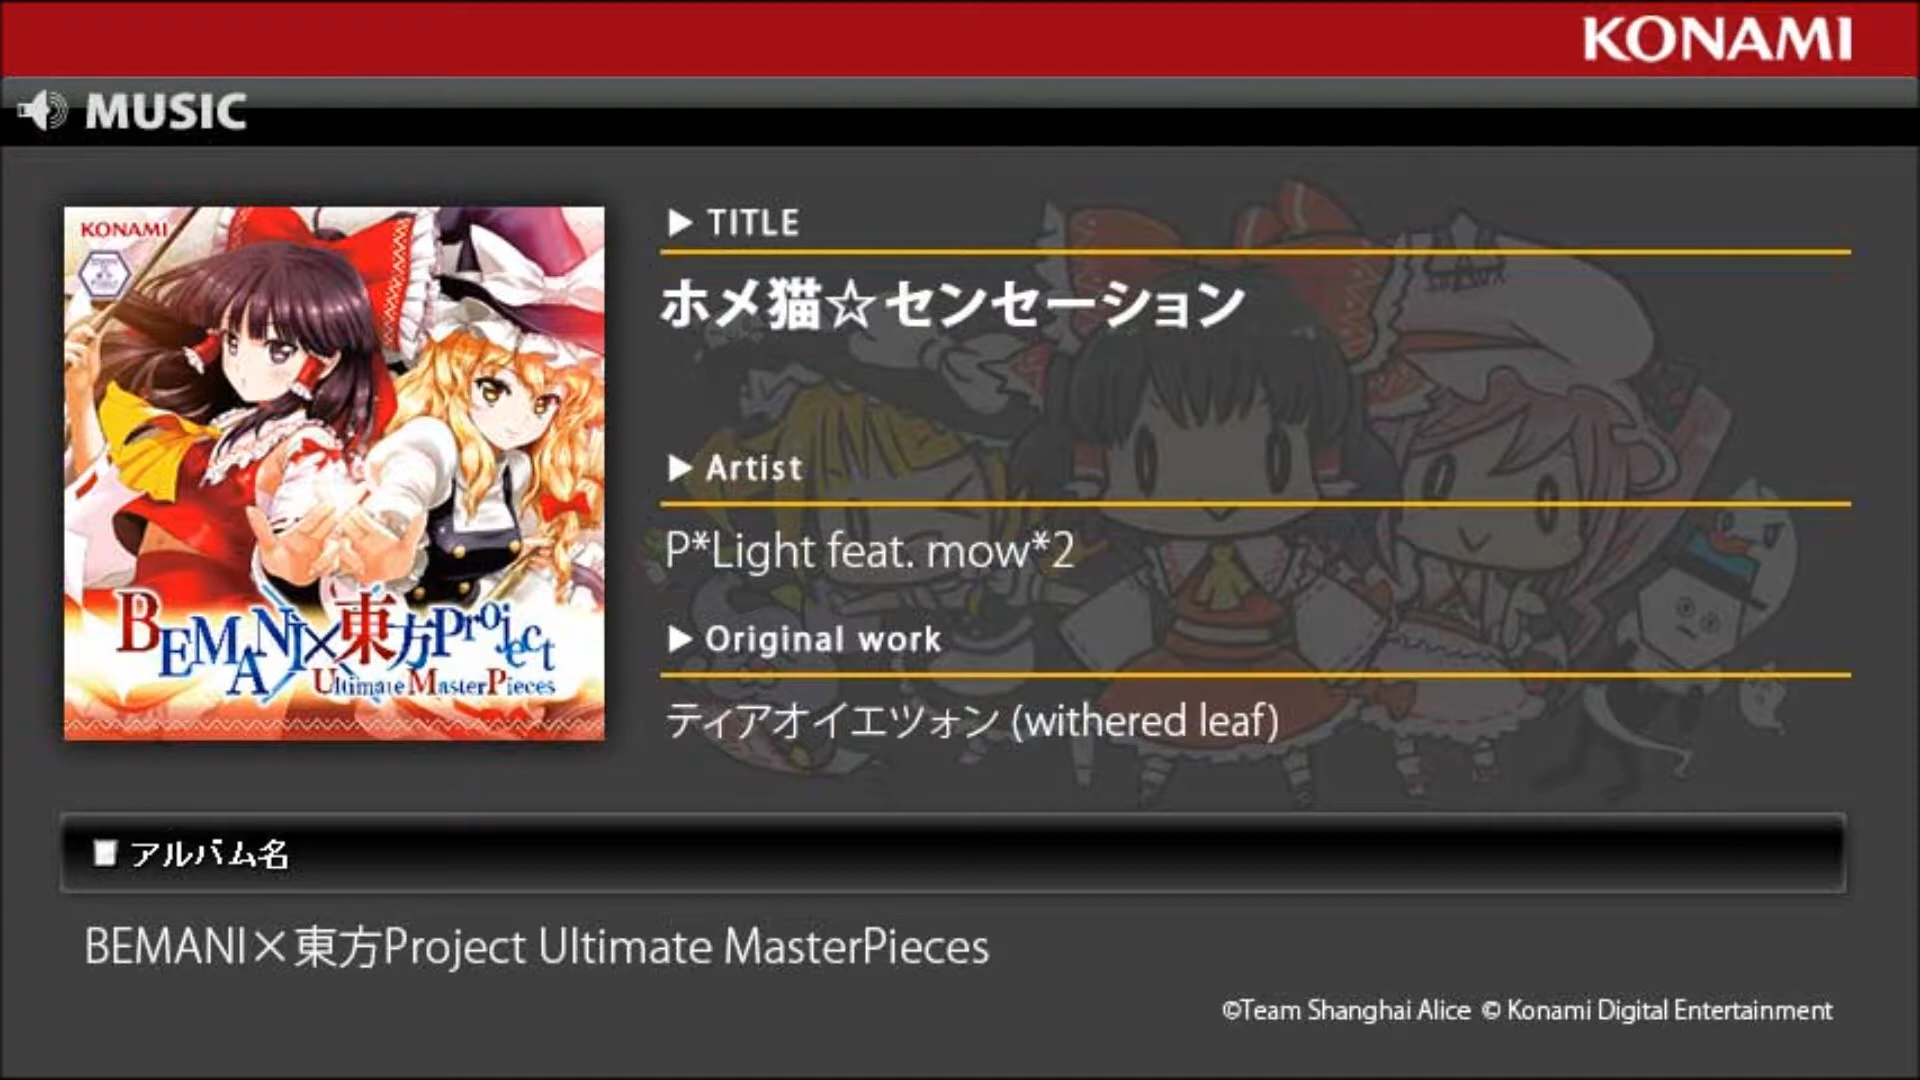 KONAMI
MUSIC
KONAMI
BEMANI×東方Project
Ultimate MasterPieces
▶ TITLE
ホメ猫☆センセーション
▶ Artist
P*Light feat. mow*2
▶ Original work
ティアオイエツォン (withered leaf)
■ アルバム名
BEMANI×東方Project Ultimate MasterPieces
©Team Shanghai Alice © Konami Digital Entertainment